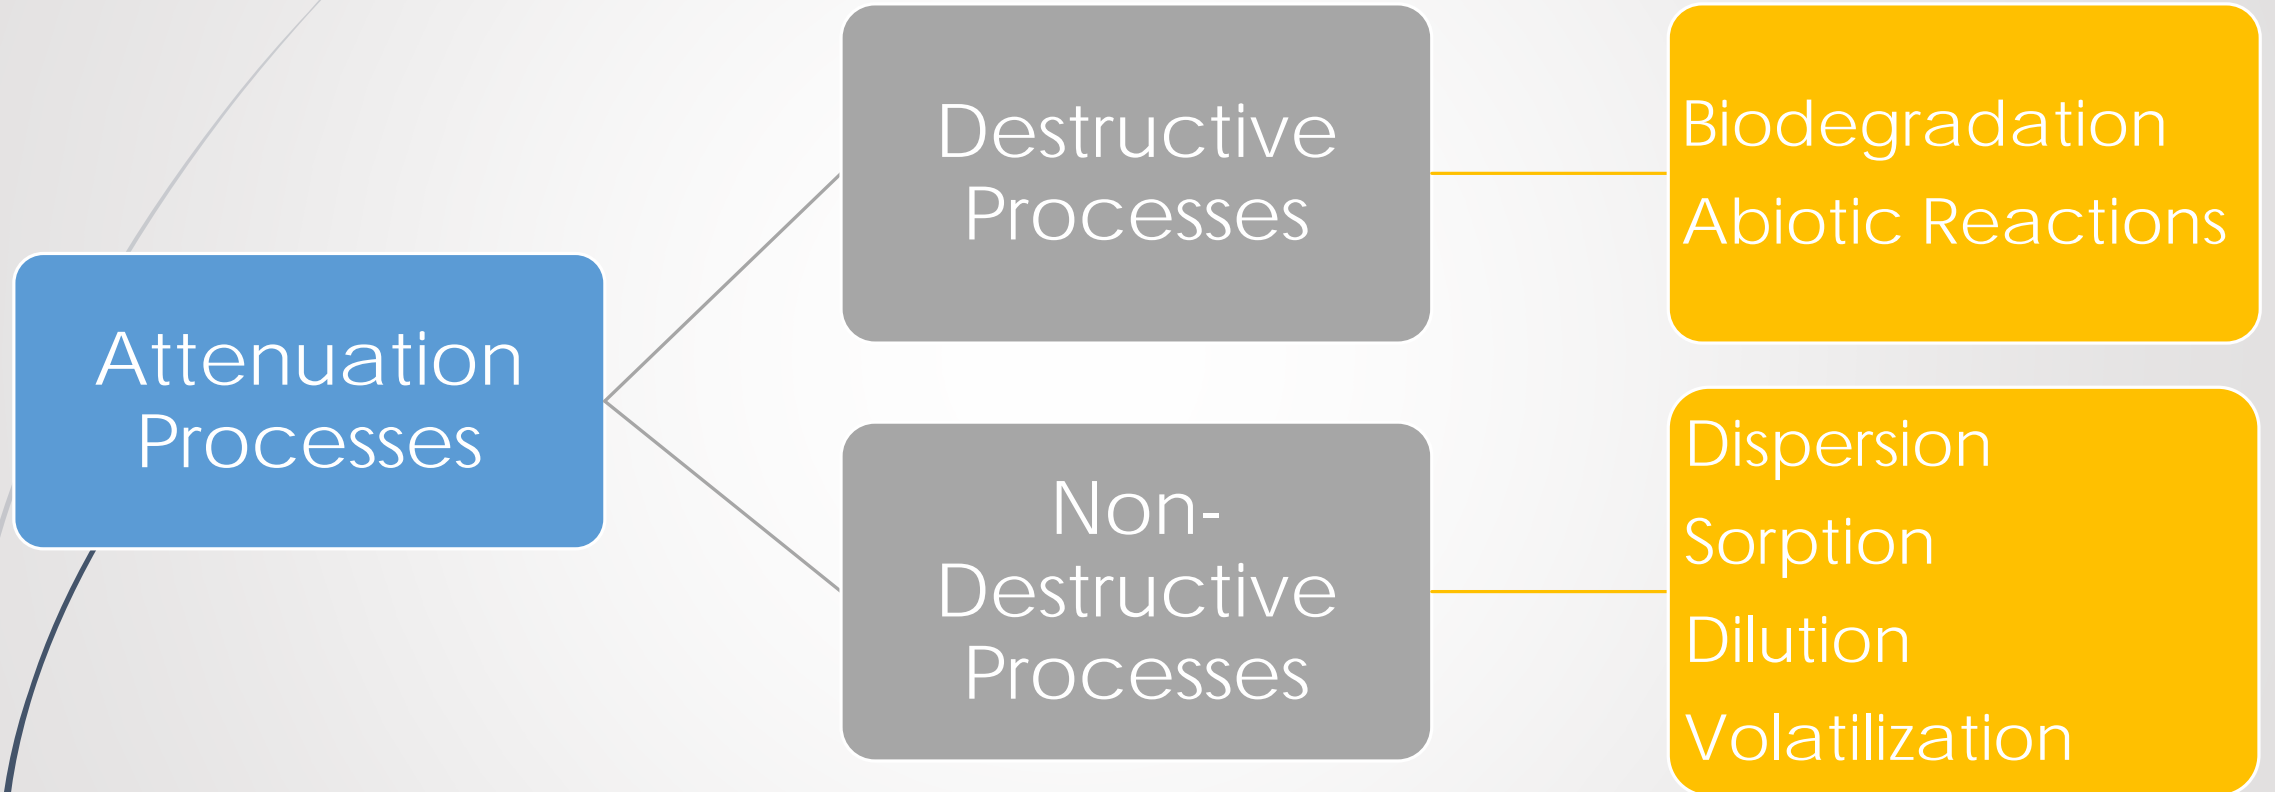 Attenuation
Processes
Destructive
Processes
Biodegradation
Abiotic Reactions
Non-
Destructive
Processes
Dispersion
Sorption
Dilution
Volatilization